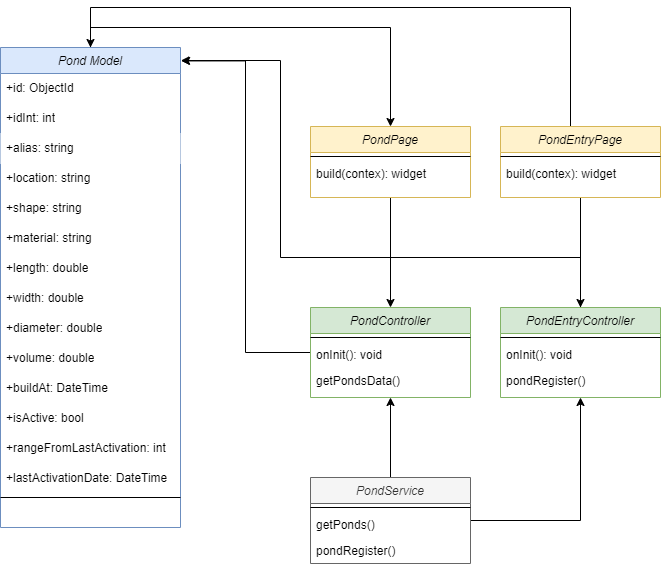 Pond Model
+id: ObjectId
+idInt: int
+alias: string
+location: string
+shape: string
+material: string
+length: double
+width: double
+diameter: double
+volume: double
+buildAt: DateTime
+isActive: bool
+rangeFromLastActivation: int
+lastActivationDate: DateTime
PondPage
build(contex): widget
PondEntryPage
build(contex): widget
PondController
onInit(): void
getPondsData()
PondEntryController
onInit(): void
pondRegister()
PondService
getPonds()
pondRegister()